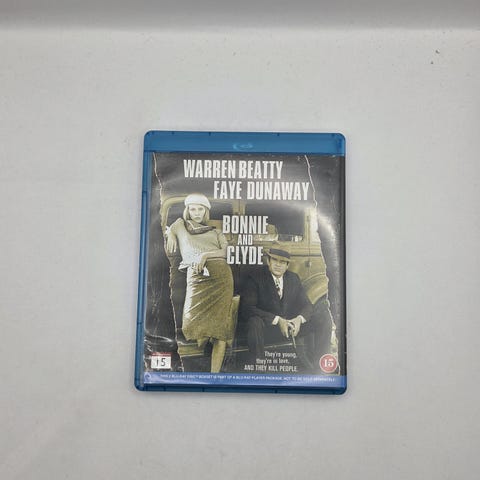 WARREN BEATTY
FAYE DUNAWAY
BONNIE
AND
CLYDE
They're young,
they're in love.
AND THEY KILL PEOPLE.
15
15